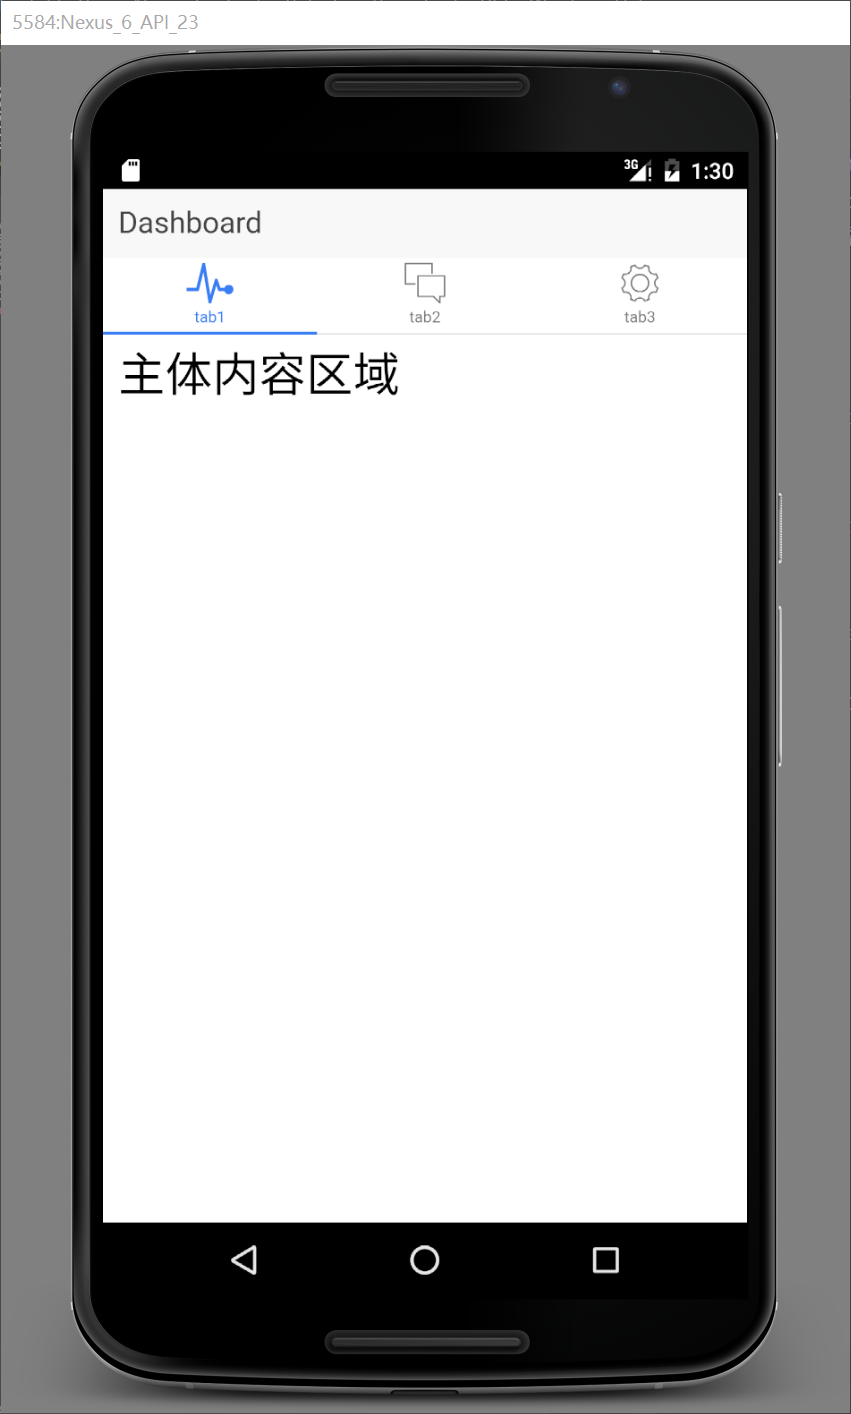 5584:Nexus_6_API_23
3G 1:30
Dashboard
tab1 tab2 tab3
主体内容区域